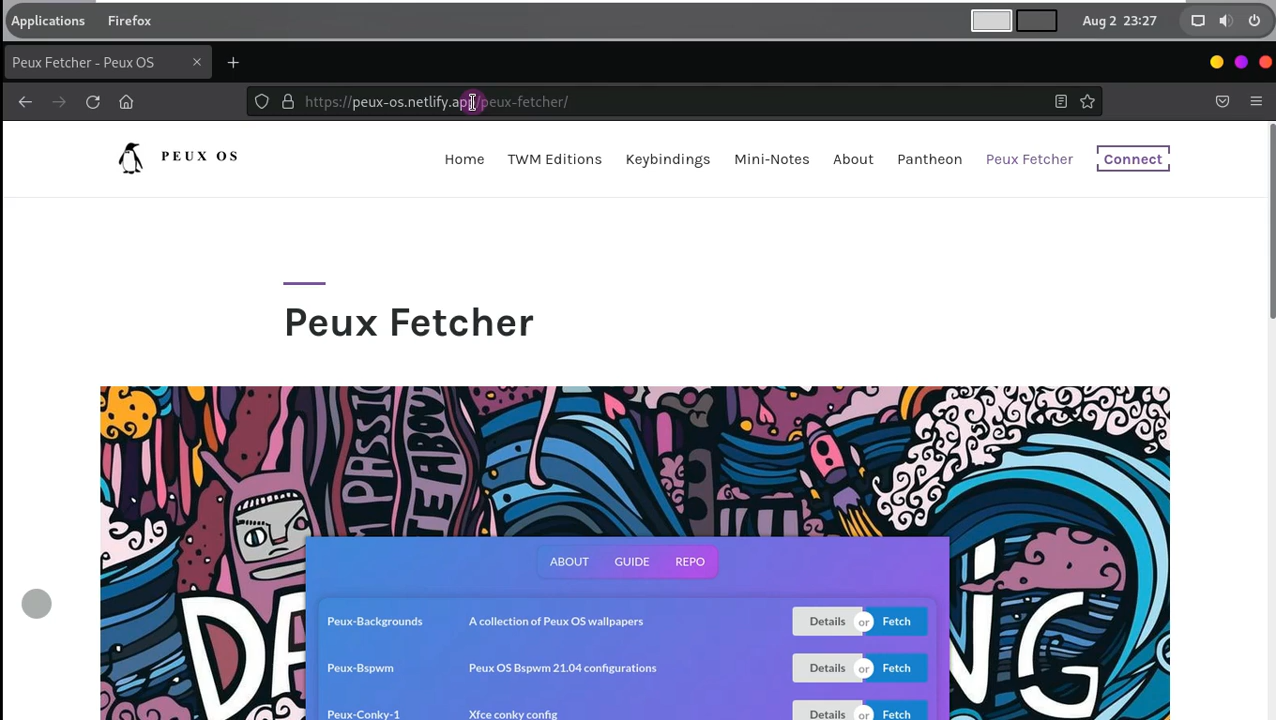 Applications Firefox Aug 2 23:27
Peux Fetcher - Peux OS
https://peux-os.netlify.app/peux-fetcher/
PEUX OS Home TWM Editions Keybindings Mini-Notes About Pantheon Peux Fetcher Connect
Peux Fetcher
ABOUT GUIDE REPO
Peux-Backgrounds A collection of Peux OS wallpapers Details or Fetch
Peux-Bspwm Peux OS Bspwm 21.04 configurations Details or Fetch
Peux-Conky-1 Xfce conky config Details or Fetch